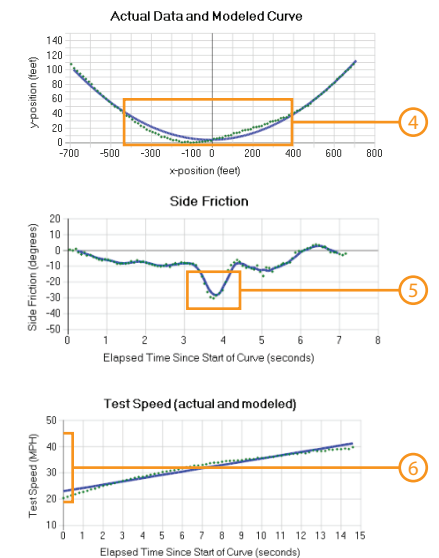 Actual Data and Modeled Curve
y-position (feet)
140
120
100
80
60
40
20
0
-700 -500 -300 -100 0 200 400 600 800
x-position (feet)
4
Side Friction
Side Friction (degrees)
20
10
0
-10
-20
-30
-40
-50
0 1 2 3 4 5 6 7 8
Elapsed Time Since Start of Curve (seconds)
5
Test Speed (actual and modeled)
Test Speed (MPH)
50
40
30
20
10
0 1 2 3 4 5 6 7 8 9 10 11 12 13 14 15
Elapsed Time Since Start of Curve (seconds)
6